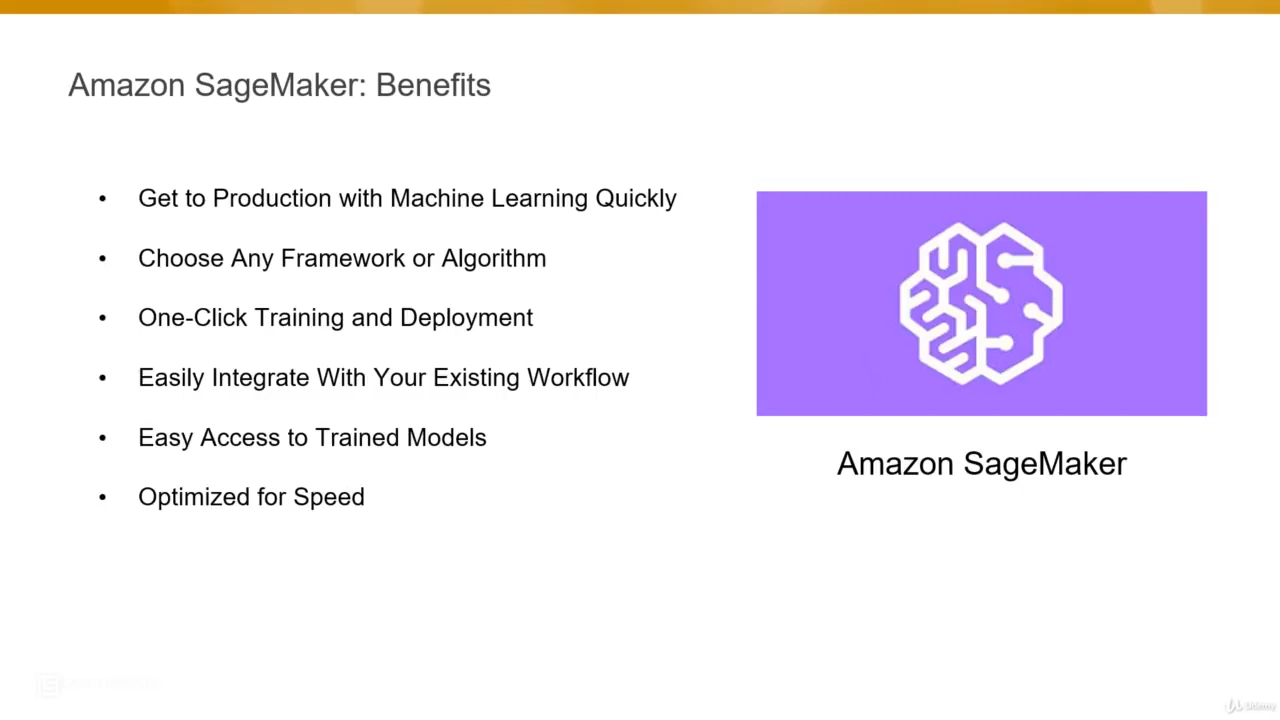 Amazon SageMaker: Benefits
• Get to Production with Machine Learning Quickly
• Choose Any Framework or Algorithm
• One-Click Training and Deployment
• Easily Integrate With Your Existing Workflow
• Easy Access to Trained Models
• Optimized for Speed
Amazon SageMaker
Udemy